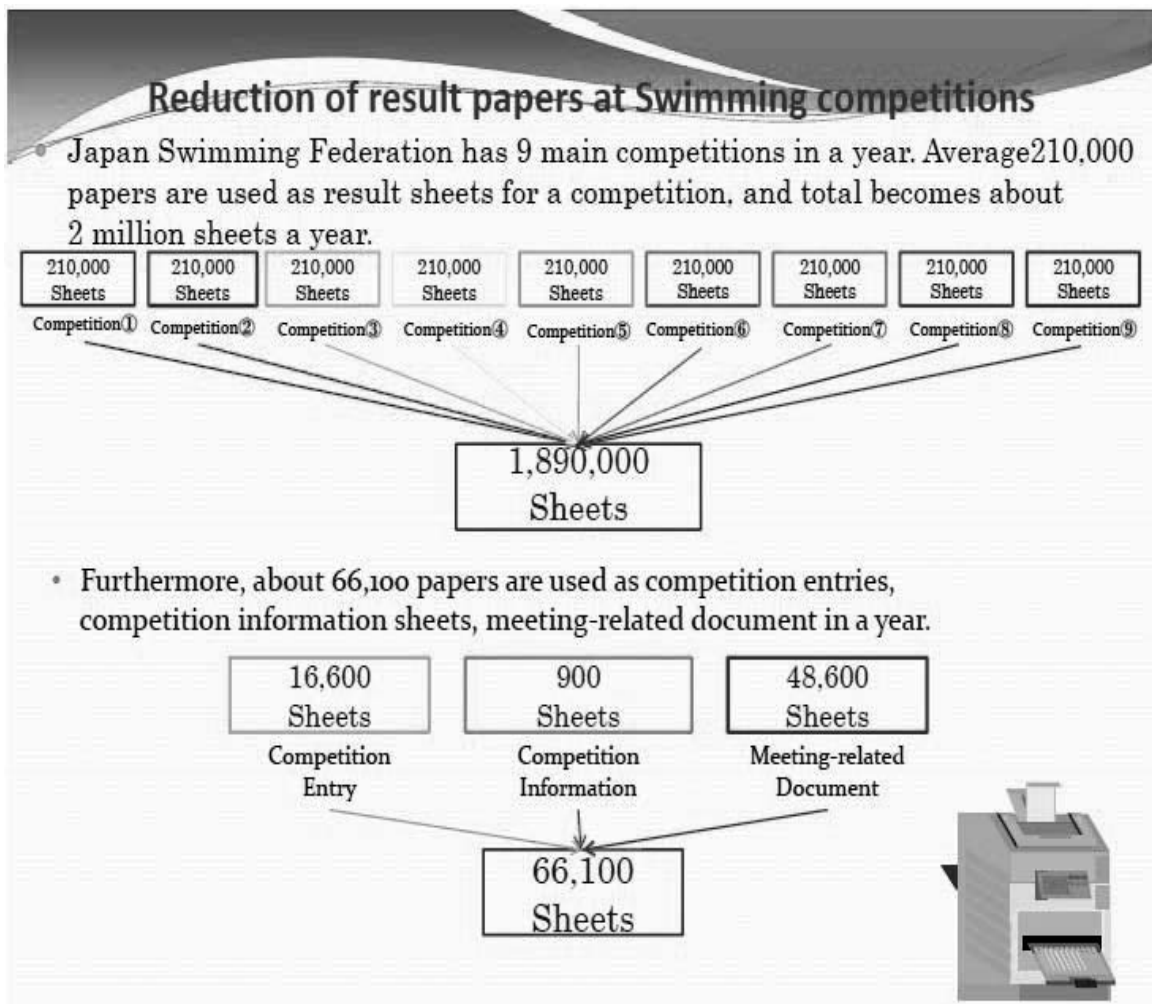 Reduction of result papers at Swimming competitions
• Japan Swimming Federation has 9 main competitions in a year. Average210,000
papers are used as result sheets for a competition, and total becomes about
2 million sheets a year.
210,000 210,000 210,000 210,000 210,000 210,000 210,000 210,000 210,000
Sheets Sheets Sheets Sheets Sheets Sheets Sheets Sheets Sheets
Competition① Competition② Competition③ Competition④ Competition⑤ Competition⑥ Competition⑦ Competition⑧ Competition⑨
1,890,000
Sheets
• Furthermore, about 66,100 papers are used as competition entries,
competition information sheets, meeting-related document in a year.
16,600 900 48,600
Sheets Sheets Sheets
Competition Competition Meeting-related
Entry Information Document
66,100
Sheets